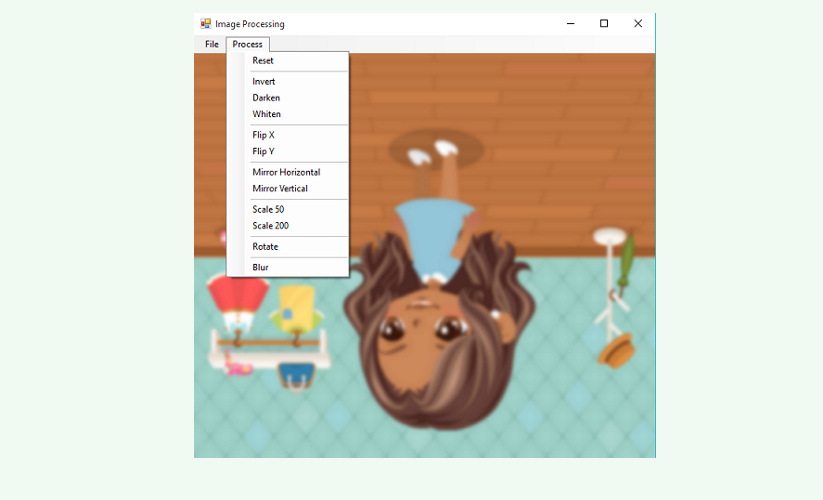 Image Processing
File Process
Reset
Invert
Darken
Whiten
Flip X
Flip Y
Mirror Horizontal
Mirror Vertical
Scale 50
Scale 200
Rotate
Blur